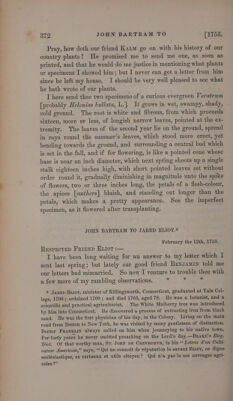 372 JOHN BARTRAM TO [1753.
Pray, how doth our friend KALM go on with his history of our
country plants? He promised me to send me one, as soon as
printed, and that he would do me justice in mentioning what plants
or specimens I showed him; but I never can get a letter from him
since he left my house. I should be very well pleased to see what
he hath wrote of our plants.
I here send thee two specimens of a curious evergreen Veratrum
[probably Helonias bullata, L.]. It grows in wet, swampy, shady,
cold ground. The root is white and fibrous, from which proceeds
sixteen, more or less, of longish narrow leaves, pointed at the ex-
tremity. The leaves of the second year lie on the ground, spread
in rays round the summer's leaves, which stand more erect, yet
bending towards the ground, and surrounding a central bud which
is set in the fall, and if for flowering, is like a pointed cone whose
base is near an inch diameter, which next spring shoots up a single
stalk eighteen inches high, with short pointed leaves set without
order round it, gradually diminishing in magnitude unto the spike
of flowers, two or three inches long, the petals of a flesh-colour,
the apices [anthers] bluish, and standing out longer than the
petals, which makes a pretty appearance. See the imperfect
specimen, as it flowered after transplanting.
JOHN BARTRAM TO JARED ELIOT.*
February the 12th, 1753.
RESPECTED FRIEND ELIOT:—
I have been long waiting for an answer to my letter which I
sent last spring; but lately our good friend BENJAMIN told me
our letters had miscarried. So now I venture to trouble thee with
a few more of my rambling observations. * * *
* JARED ELIOT, minister of Killingsworth, Connecticut, graduated at Yale Col-
lege, 1706; ordained 1709; and died 1763, aged 78. He was a botanist, and a
scientific and practical agriculturist. The White Mulberry tree was introduced
by him into Connecticut. He discovered a process of extracting iron from black
sand. He was the first physician of his day, in the Colony. Living on the main
road from Boston to New York, he was visited by many gentlemen of distinction.
Doctor FRANKLIN always called on him when journeying to his native town.
For forty years he never omitted preaching on the Lord's day.—BLAKE'S Biog.
Dict. Of that worthy man, ST. JOHN DE CREVECOEUR, in his "Lettres d'un Culti-
vateur Americain," says, "Qui ne connait de réputation le savant ELIOT, ce digne
ecclésiastique, ce vertueux et utile citoyen? Qui n'a pas lu ses ouvrages agri-
coles?"